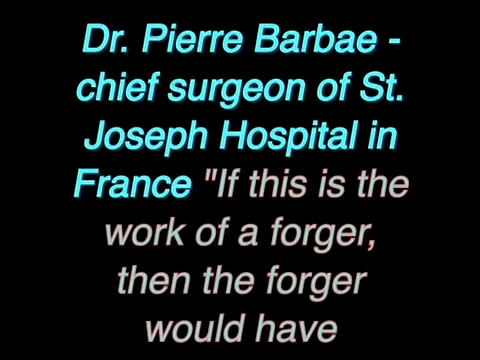 Dr. Pierre Barbae -
chief surgeon of St.
Joseph Hospital in
France "If this is the
work of a forger,
then the forger
would have